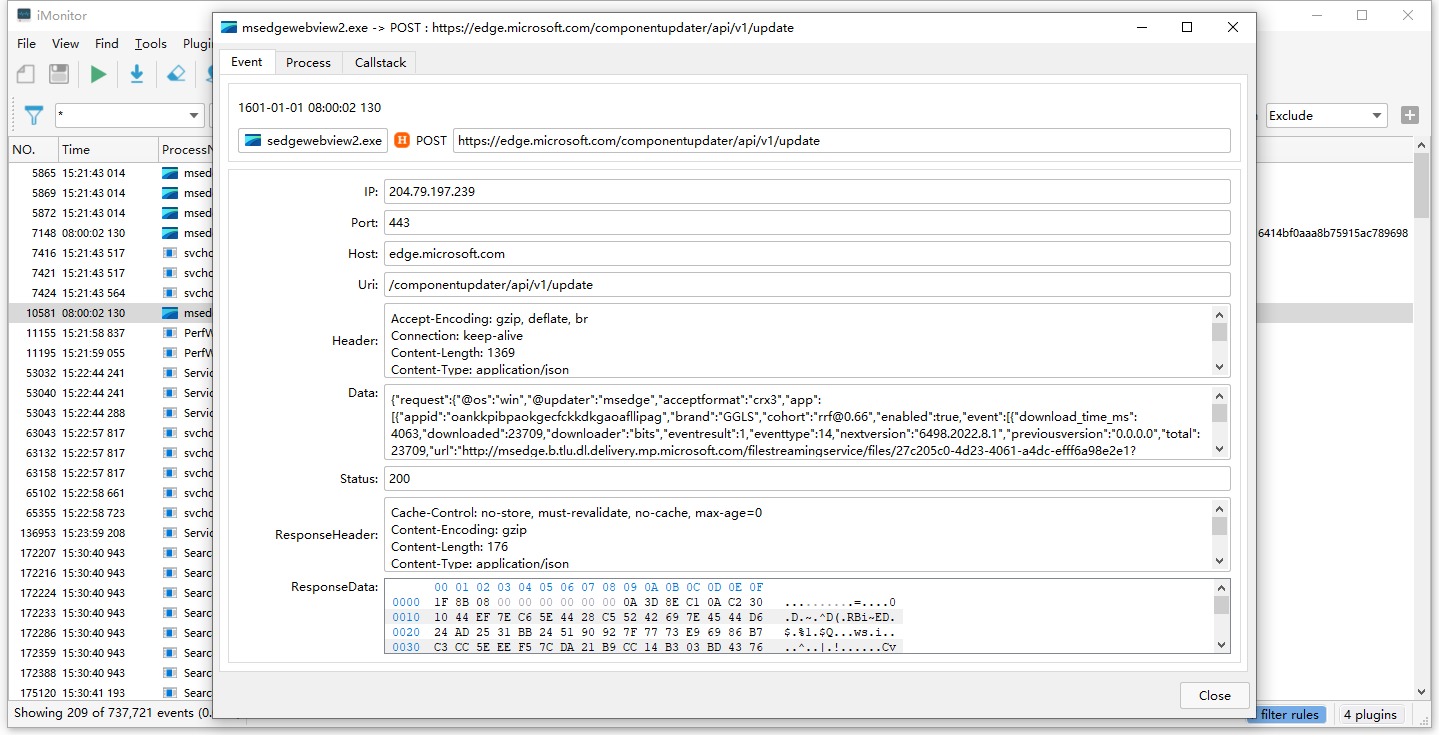 iMonitor
File View Find Tools Plugi
*
Exclude
NO. Time ProcessN
5865 15:21:43 014 msed
5869 15:21:43 014 msed
5872 15:21:43 014 msed
7148 08:00:02 130 msed 6414bf0aaa8b75915ac789698
7416 15:21:43 517 svcho
7421 15:21:43 517 svcho
7424 15:21:43 564 svcho
10581 08:00:02 130 msed
11155 15:21:58 837 PerfW
11195 15:21:59 055 PerfW
53032 15:22:44 241 Servic
53040 15:22:44 241 Servic
53043 15:22:44 288 Servic
63043 15:22:57 817 svcho
63132 15:22:57 817 svcho
63158 15:22:57 817 svcho
65102 15:22:58 661 svcho
65355 15:22:58 723 svcho
136953 15:23:59 208 Servic
172207 15:30:40 943 Search
172216 15:30:40 943 Search
172224 15:30:40 943 Search
172233 15:30:40 943 Search
172286 15:30:40 943 Search
172359 15:30:40 943 Search
172388 15:30:40 943 Search
175120 15:30:41 193 Search
Showing 209 of 737,721 events (0.
filter rules 4 plugins
msedgewebview2.exe -> POST : https://edge.microsoft.com/componentupdater/api/v1/update
Event Process Callstack
1601-01-01 08:00:02 130
sedgewebview2.exe H POST https://edge.microsoft.com/componentupdater/api/v1/update
IP: 204.79.197.239
Port: 443
Host: edge.microsoft.com
Uri: /componentupdater/api/v1/update
Header: Accept-Encoding: gzip, deflate, br
Connection: keep-alive
Content-Length: 1369
Content-Type: application/json
Data: {"request":{"@os":"win","@updater":"msedge","acceptformat":"crx3","app":
[{"appid":"oankkpibpaokgecfckkdkgaoafllipag","brand":"GGLS","cohort":"rrf@0.66","enabled":true,"event":[{"download_time_ms":
4063,"downloaded":23709,"downloader":"bits","eventresult":1,"eventtype":14,"nextversion":"6498.2022.8.1","previousversion":"0.0.0.0","total":
23709,"url":"http://msedge.b.tlu.dl.delivery.mp.microsoft.com/filestreamingservice/files/27c205c0-4d23-4061-a4dc-efff6a98e2e1?
Status: 200
ResponseHeader: Cache-Control: no-store, must-revalidate, no-cache, max-age=0
Content-Encoding: gzip
Content-Length: 176
Content-Type: application/json
ResponseData: 00 01 02 03 04 05 06 07 08 09 0A 0B 0C 0D 0E 0F
0000 1F 8B 08 00 00 00 00 00 00 0A 3D 8E C1 0A C2 30 ..........=....0
0010 10 44 EF 7E C6 5E 44 28 C5 52 42 69 7E 45 44 D6 .D.~.^D(.RBi~ED.
0020 24 AD 25 31 BB 24 51 90 92 7F 77 73 E9 69 86 B7 $.%1.$Q...ws.i..
0030 C3 CC 5E EE F5 7C DA 21 B9 CC 14 B3 03 BD 43 76 ..^..|.!......Cv
Close